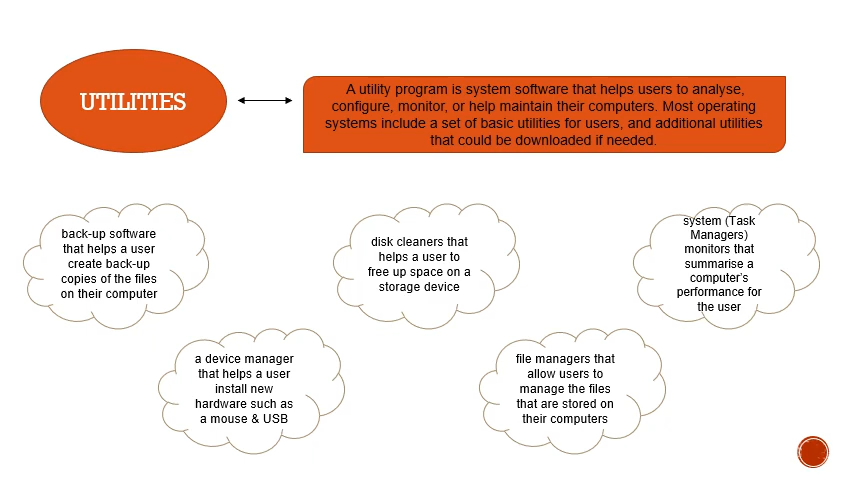 UTILITIES
A utility program is system software that helps users to analyse,
configure, monitor, or help maintain their computers. Most operating
systems include a set of basic utilities for users, and additional utilities
that could be downloaded if needed.
back-up software
that helps a user
create back-up
copies of the files
on their computer
disk cleaners that
helps a user to
free up space on a
storage device
system (Task
Managers)
monitors that
summarise a
computer's
performance for
the user
a device manager
that helps a user
install new
hardware such as
a mouse & USB
file managers that
allow users to
manage the files
that are stored on
their computers